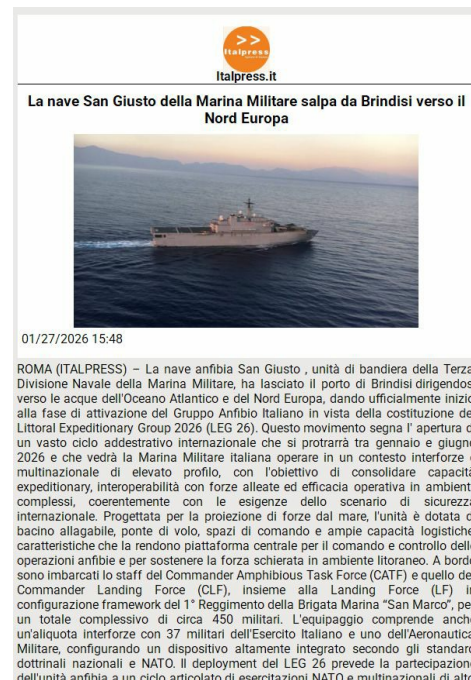 >>
Italpress
Italpress.it
La nave San Giusto della Marina Militare salpa da Brindisi verso il
Nord Europa
01/27/2026 15:48
ROMA (ITALPRESS) – La nave anfibia San Giusto , unità di bandiera della Terza
Divisione Navale della Marina Militare, ha lasciato il porto di Brindisi dirigendos
verso le acque dell'Oceano Atlantico e del Nord Europa, dando ufficialmente inizio
alla fase di attivazione del Gruppo Anfibio Italiano in vista della costituzione de
Littoral Expeditionary Group 2026 (LEG 26). Questo movimento segna l' apertura d
un vasto ciclo addestrativo internazionale che si protrarrà tra gennaio e giugno
2026 e che vedrà la Marina Militare italiana operare in un contesto interforze e
multinazionale di elevato profilo, con l'obiettivo di consolidare capacità
expeditionary, interoperabilità con forze alleate ed efficacia operativa in ambient
complessi, coerentemente con le esigenze dello scenario di sicurezza
internazionale. Progettata per la proiezione di forze dal mare, l'unità è dotata d
bacino allagabile, ponte di volo, spazi di comando e ampie capacità logistiche
caratteristiche che la rendono piattaforma centrale per il comando e controllo delle
operazioni anfibie e per sostenere la forza schierata in ambiente litoraneo. A bordo
sono imbarcati lo staff del Commander Amphibious Task Force (CATF) e quello de
Commander Landing Force (CLF), insieme alla Landing Force (LF) in
configurazione framework del 1° Reggimento della Brigata Marina “San Marco”, pe
un totale complessivo di circa 450 militari. L'equipaggio comprende anche
un'aliquota interforze con 37 militari dell'Esercito Italiano e uno dell'Aeronautica
Militare, configurando un dispositivo altamente integrato secondo gli standard
dottrinali nazionali e NATO. Il deployment del LEG 26 prevede la partecipazione
dell'unità anfibia a un ciclo articolato di esercitazioni NATO e multinazionali di alto